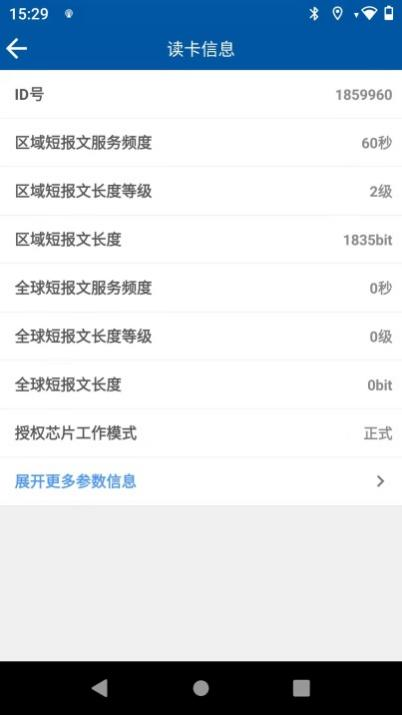 15:29
读卡信息
ID号 1859960
区域短报文服务频度 60秒
区域短报文长度等级 2级
区域短报文长度 1835bit
全球短报文服务频度 0秒
全球短报文长度等级 0级
全球短报文长度 0bit
授权芯片工作模式 正式
展开更多参数信息